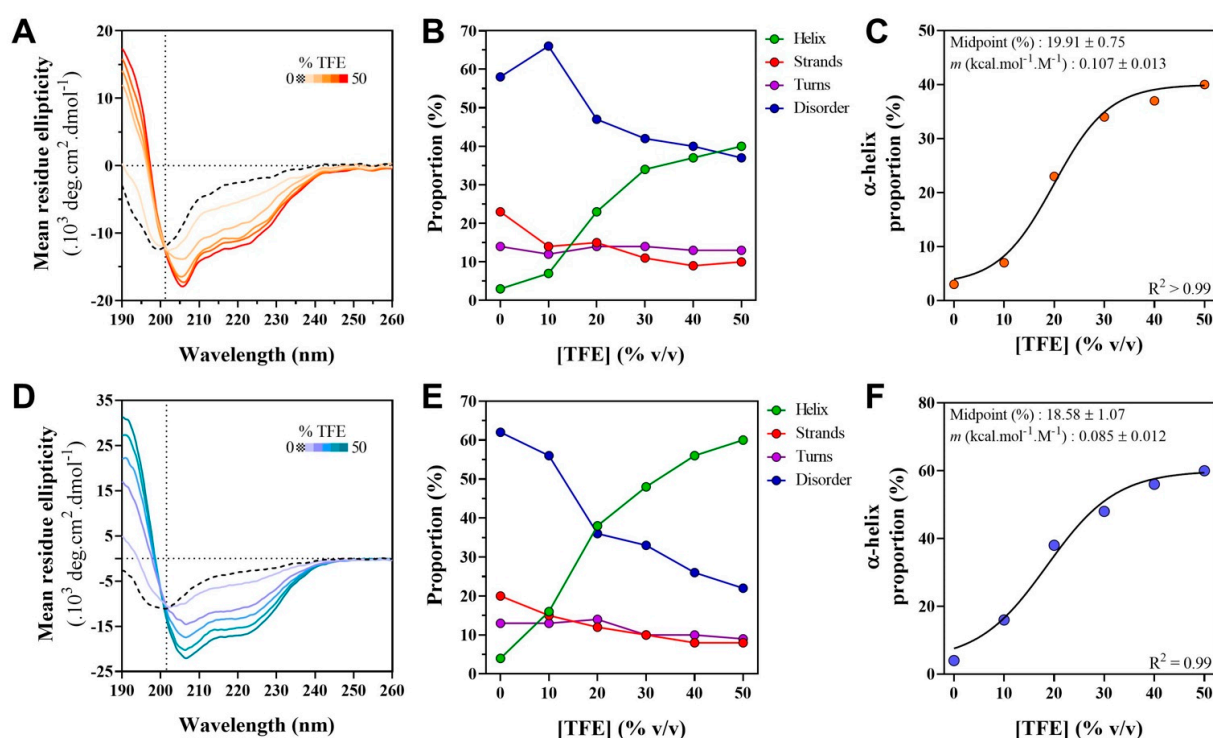 A
Mean residue ellipticity
(.10³ deg.cm².dmol⁻¹)
20
10
0
-10
-20
% TFE
0 50
190 200 210 220 230 240 250 260
Wavelength (nm)
B
Proportion (%)
70
60
50
40
30
20
10
0
Helix
Strands
Turns
Disorder
0 10 20 30 40 50
[TFE] (% v/v)
C
α-helix
proportion (%)
50
40
30
20
10
0
Midpoint (%) : 19.91 ± 0.75
m (kcal.mol⁻¹.M⁻¹) : 0.107 ± 0.013
R² > 0.99
0 10 20 30 40 50
[TFE] (% v/v)
D
Mean residue ellipticity
(.10³ deg.cm².dmol⁻¹)
35
25
15
5
-5
-15
-25
% TFE
0 50
190 200 210 220 230 240 250 260
Wavelength (nm)
E
Proportion (%)
70
60
50
40
30
20
10
0
Helix
Strands
Turns
Disorder
0 10 20 30 40 50
[TFE] (% v/v)
F
α-helix
proportion (%)
80
60
40
20
0
Midpoint (%) : 18.58 ± 1.07
m (kcal.mol⁻¹.M⁻¹) : 0.085 ± 0.012
R² = 0.99
0 10 20 30 40 50
[TFE] (% v/v)